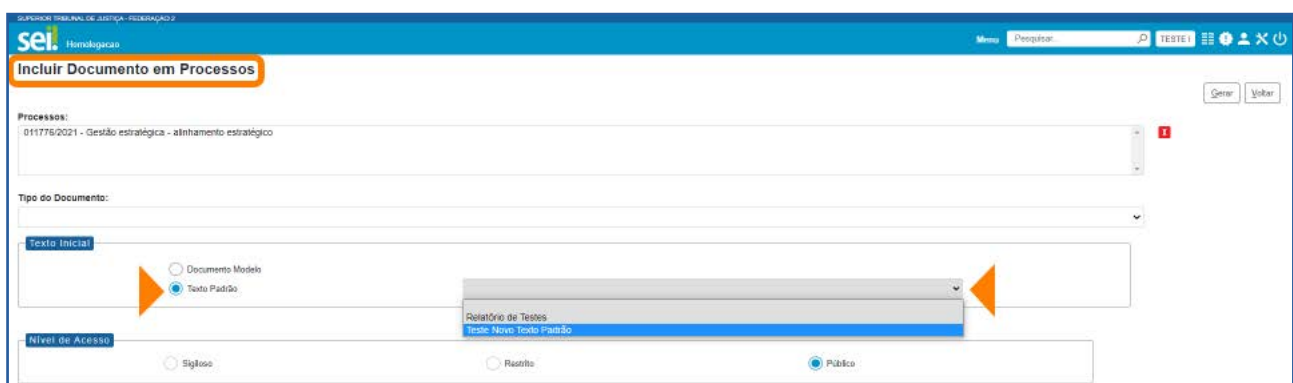 SUPERIOR TRIBUNAL DE JUSTIÇA - FEDERAÇÃO 2
sei! Homologacao Menu Pesquisar... TESTE I
Incluir Documento em Processos
Gerar Voltar
Processos:
011776/2021 - Gestão estratégica - alinhamento estratégico
Tipo do Documento:
Texto Inicial
Documento Modelo
Texto Padrão
Relatório de Testes
Teste Novo Texto Padrão
Nível de Acesso
Sigiloso Restrito Público